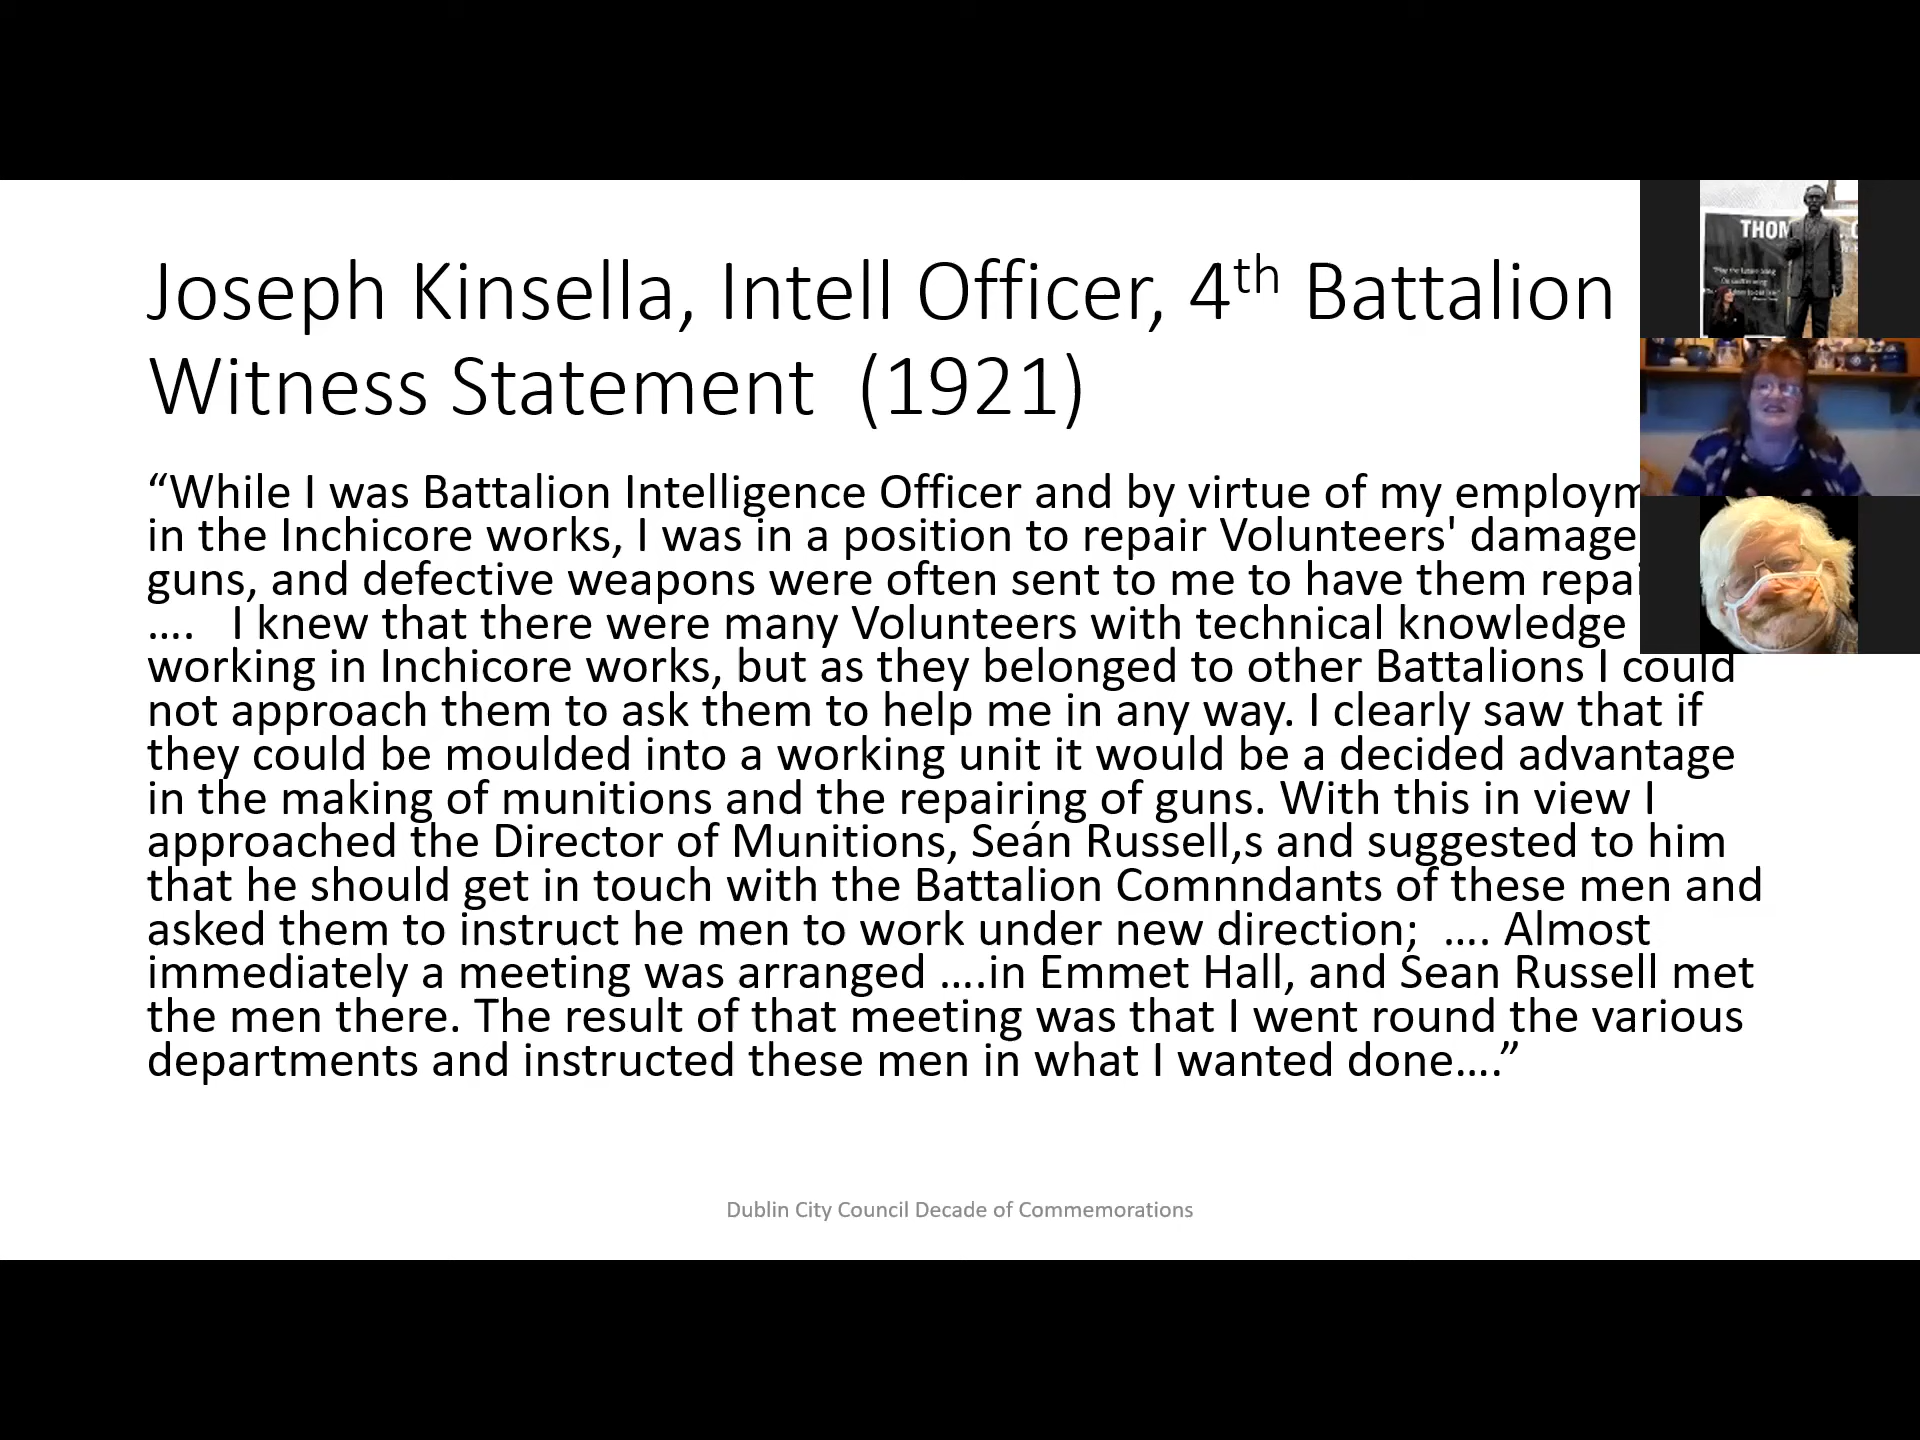 Joseph Kinsella, Intell Officer, 4th Battalion
Witness Statement (1921)
“While I was Battalion Intelligence Officer and by virtue of my
in the Inchicore works, I was in a position to repair Volunteers'
guns, and defective weapons were often sent to me to have them
.... I knew that there were many Volunteers with technical knowledge
working in Inchicore works, but as they belonged to other Battalions I could
not approach them to ask them to help me in any way. I clearly saw that if
they could be moulded into a working unit it would be a decided advantage
in the making of munitions and the repairing of guns. With this in view I
approached the Director of Munitions, Seán Russell,s and suggested to him
that he should get in touch with the Battalion Comnndants of these men and
asked them to instruct he men to work under new direction; .... Almost
immediately a meeting was arranged ....in Emmet Hall, and Sean Russell met
the men there. The result of that meeting was that I went round the various
departments and instructed these men in what I wanted done....”
Dublin City Council Decade of Commemorations